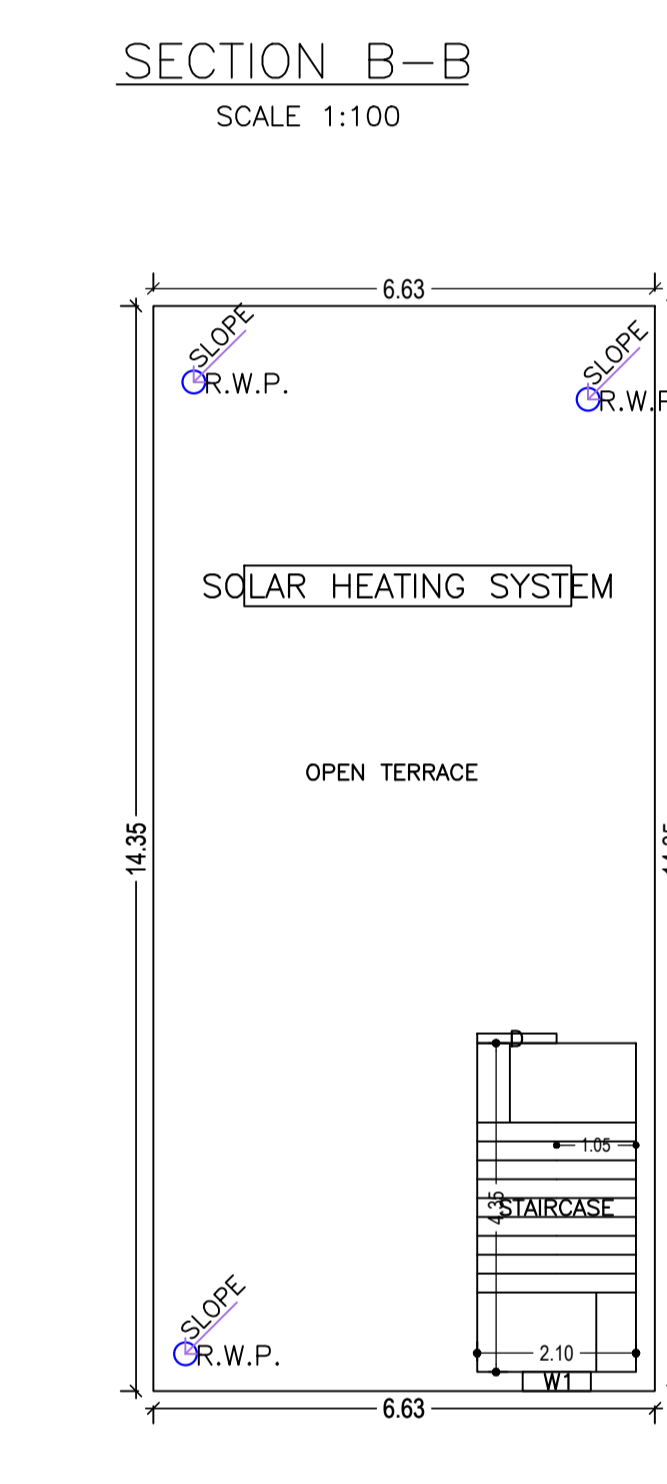 SECTION B–B
SCALE 1:100
6.63
SLOPE
R.W.P.
SLOPE
R.W.P
SOLAR HEATING SYSTEM
OPEN TERRACE
14.35
D
1.05
4.35
STAIRCASE
SLOPE
R.W.P.
2.10
W1
6.63